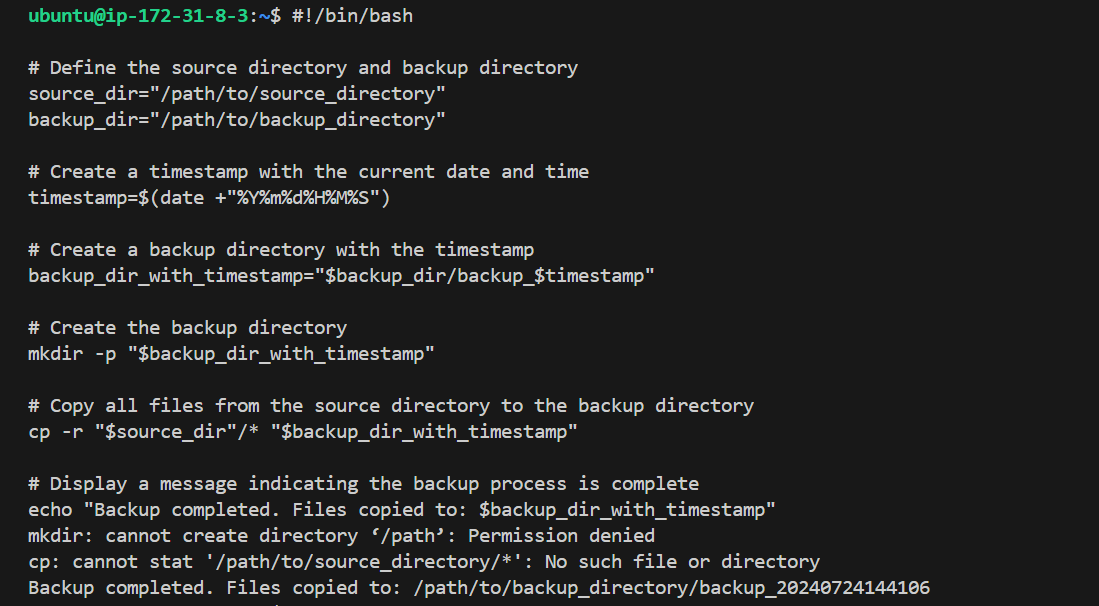 ubuntu@ip-172-31-8-3:~$ #!/bin/bash
# Define the source directory and backup directory
source_dir="/path/to/source_directory"
backup_dir="/path/to/backup_directory"
# Create a timestamp with the current date and time
timestamp=$(date +"%Y%m%d%H%M%S")
# Create a backup directory with the timestamp
backup_dir_with_timestamp="$backup_dir/backup_$timestamp"
# Create the backup directory
mkdir -p "$backup_dir_with_timestamp"
# Copy all files from the source directory to the backup directory
cp -r "$source_dir"/* "$backup_dir_with_timestamp"
# Display a message indicating the backup process is complete
echo "Backup completed. Files copied to: $backup_dir_with_timestamp"
mkdir: cannot create directory ‘/path’: Permission denied
cp: cannot stat '/path/to/source_directory/*': No such file or directory
Backup completed. Files copied to: /path/to/backup_directory/backup_20240724144106